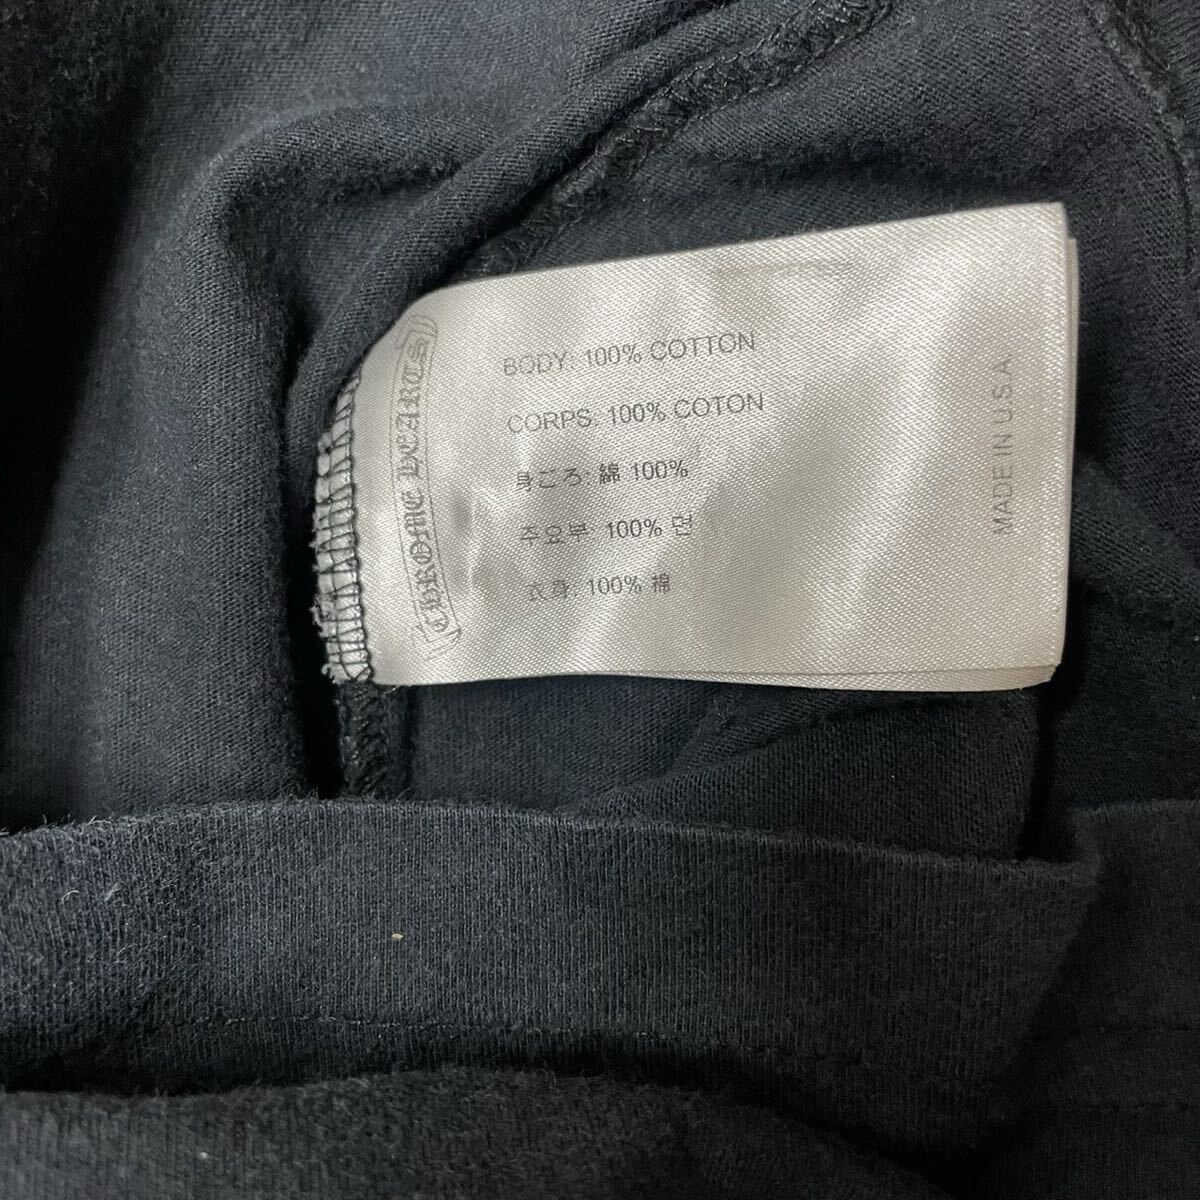 CHROME HEARTS
BODY: 100% COTTON
CORPS: 100% COTON
身ごろ: 綿 100%
주요부: 100% 면
衣身: 100% 棉
MADE IN U.S.A